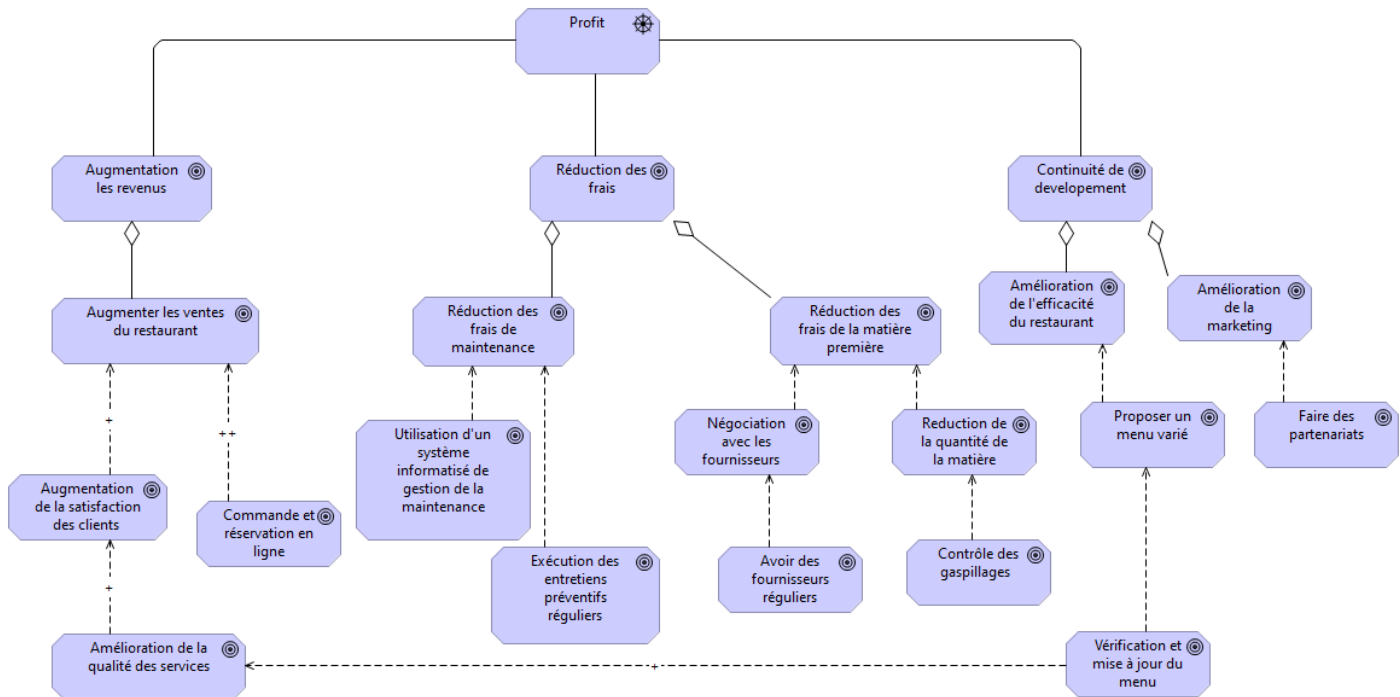 Profit
Augmentation
les revenus
Réduction des
frais
Continuité de
developement
Augmenter les ventes
du restaurant
Réduction des
frais de
maintenance
Réduction des
frais de la matière
première
Amélioration
de l'efficacité
du restaurant
Amélioration
de la
marketing
+
++
Utilisation d'un
système
informatisé de
gestion de la
maintenance
Négociation
avec les
fournisseurs
Reduction de
la quantité de
la matière
Proposer un
menu varié
Faire des
partenariats
Augmentation
de la satisfaction
des clients
Commande et
réservation en
ligne
Exécution des
entretiens
préventifs
réguliers
Avoir des
fournisseurs
réguliers
Contrôle des
gaspillages
+
Amélioration de la
qualité des services
+
Vérification et
mise à jour du
menu